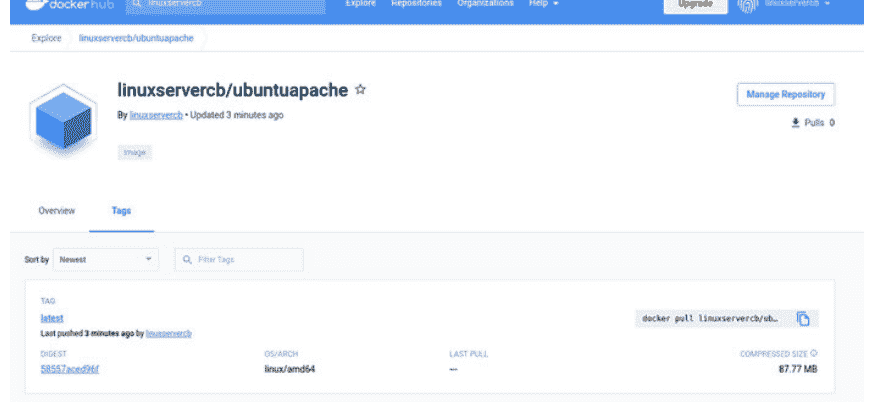 dockerhub linuxservercb Explore Repositories Organizations Help Upgrade linuxservercb
Explore linuxservercb/ubuntuapache
linuxservercb/ubuntuapache
By linuxservercb • Updated 3 minutes ago
Manage Repository
Pulls 0
Image
Overview Tags
Sort by Newest Filter Tags
TAG
latest
docker pull linuxservercb/ub…
Last pushed 3 minutes ago by linuxservercb
DIGEST OS/ARCH LAST PULL COMPRESSED SIZE
58557aced96f linux/amd64 --- 87.77 MB